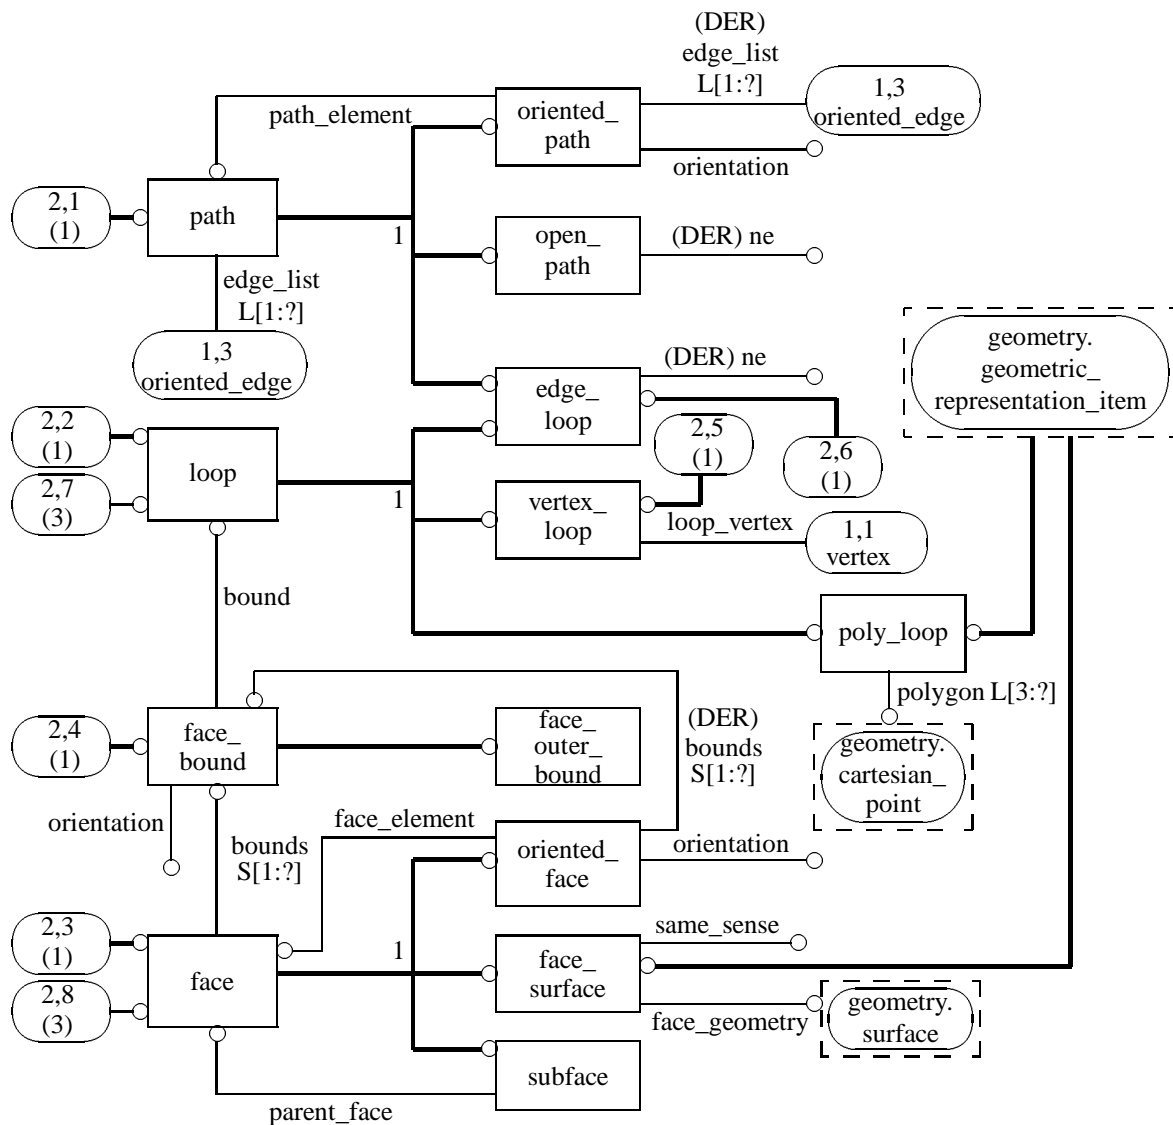 (DER)
edge_list
L[1:?]
1,3
oriented_edge
path_element
oriented_
path
orientation
2,1
(1)
path
1
open_
path
(DER) ne
edge_list
L[1:?]
1,3
oriented_edge
geometry.
geometric_
representation_item
(DER) ne
edge_
loop
2,2
(1)
loop
2,7
(3)
1
2,5
(1)
2,6
(1)
vertex_
loop
loop_vertex
1,1
vertex
bound
poly_loop
polygon L[3:?]
2,4
(1)
face_
bound
face_
outer_
bound
(DER)
bounds
S[1:?]
geometry.
cartesian_
point
orientation
bounds
S[1:?]
face_element
oriented_
face
orientation
2,3
(1)
face
2,8
(3)
1
face_
surface
same_sense
face_geometry
geometry.
surface
subface
parent_face